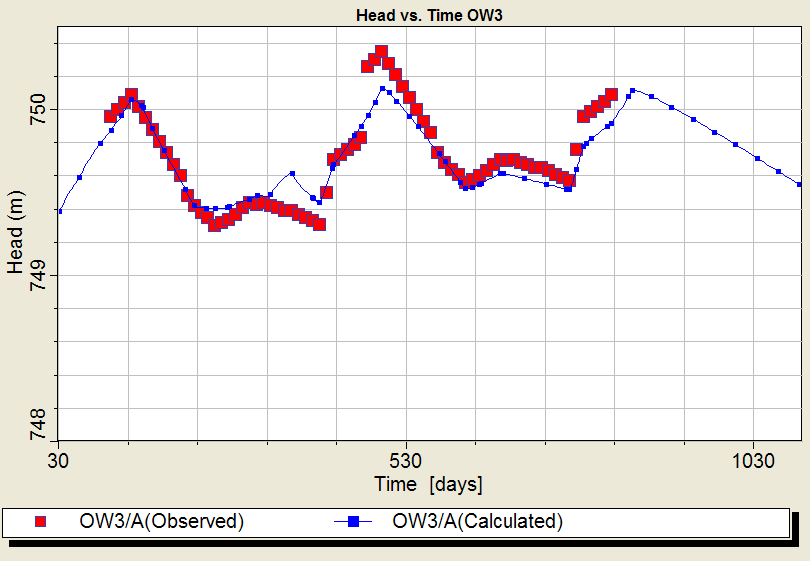 Head vs. Time OW3
Head (m)
750
749
748
30 530 1030
Time [days]
OW3/A(Observed) OW3/A(Calculated)